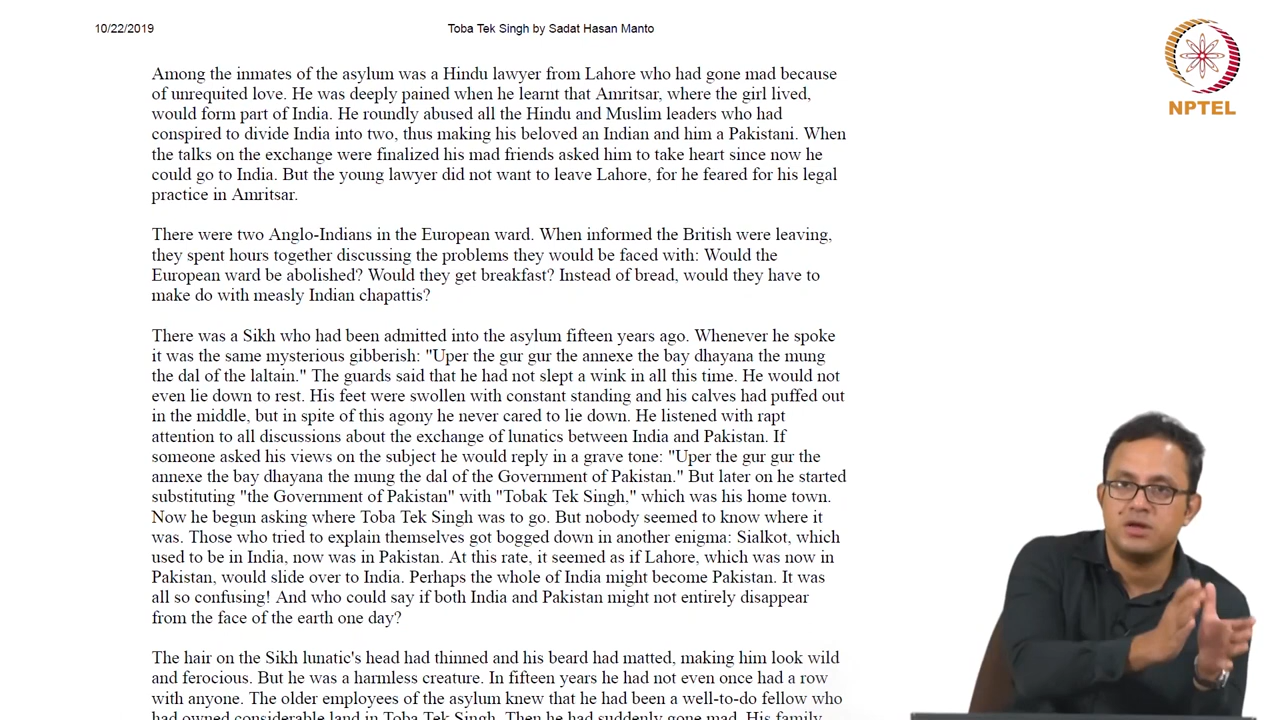 10/22/2019
Toba Tek Singh by Sadat Hasan Manto
NPTEL
Among the inmates of the asylum was a Hindu lawyer from Lahore who had gone mad because
of unrequited love. He was deeply pained when he learnt that Amritsar, where the girl lived,
would form part of India. He roundly abused all the Hindu and Muslim leaders who had
conspired to divide India into two, thus making his beloved an Indian and him a Pakistani. When
the talks on the exchange were finalized his mad friends asked him to take heart since now he
could go to India. But the young lawyer did not want to leave Lahore, for he feared for his legal
practice in Amritsar.
There were two Anglo-Indians in the European ward. When informed the British were leaving,
they spent hours together discussing the problems they would be faced with: Would the
European ward be abolished? Would they get breakfast? Instead of bread, would they have to
make do with measly Indian chapattis?
There was a Sikh who had been admitted into the asylum fifteen years ago. Whenever he spoke
it was the same mysterious gibberish: "Uper the gur gur the annexe the bay dhayana the mung
the dal of the laltain." The guards said that he had not slept a wink in all this time. He would not
even lie down to rest. His feet were swollen with constant standing and his calves had puffed out
in the middle, but in spite of this agony he never cared to lie down. He listened with rapt
attention to all discussions about the exchange of lunatics between India and Pakistan. If
someone asked his views on the subject he would reply in a grave tone: "Uper the gur gur the
annexe the bay dhayana the mung the dal of the Government of Pakistan." But later on he started
substituting "the Government of Pakistan" with "Tobak Tek Singh," which was his home town.
Now he begun asking where Toba Tek Singh was to go. But nobody seemed to know where it
was. Those who tried to explain themselves got bogged down in another enigma: Sialkot, which
used to be in India, now was in Pakistan. At this rate, it seemed as if Lahore, which was now in
Pakistan, would slide over to India. Perhaps the whole of India might become Pakistan. It was
all so confusing! And who could say if both India and Pakistan might not entirely disappear
from the face of the earth one day?
The hair on the Sikh lunatic's head had thinned and his beard had matted, making him look wild
and ferocious. But he was a harmless creature. In fifteen years he had not even once had a row
with anyone. The older employees of the asylum knew that he had been a well-to-do fellow who
had owned considerable land in Toba Tek Singh. Then he had suddenly gone mad. His family